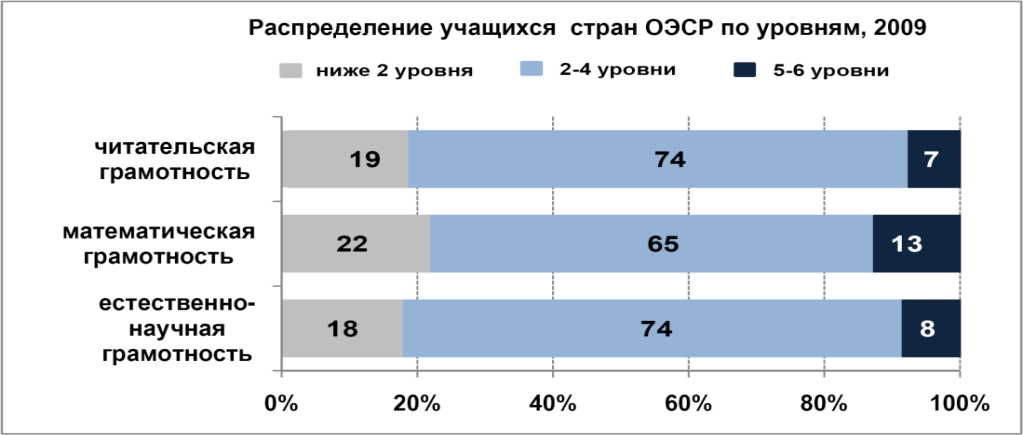 Распределение учащихся стран ОЭСР по уровням, 2009
ниже 2 уровня 2-4 уровни 5-6 уровни
читательская
грамотность
19 74 7
математическая
грамотность
22 65 13
естественно-
научная
грамотность
18 74 8
0% 20% 40% 60% 80% 100%